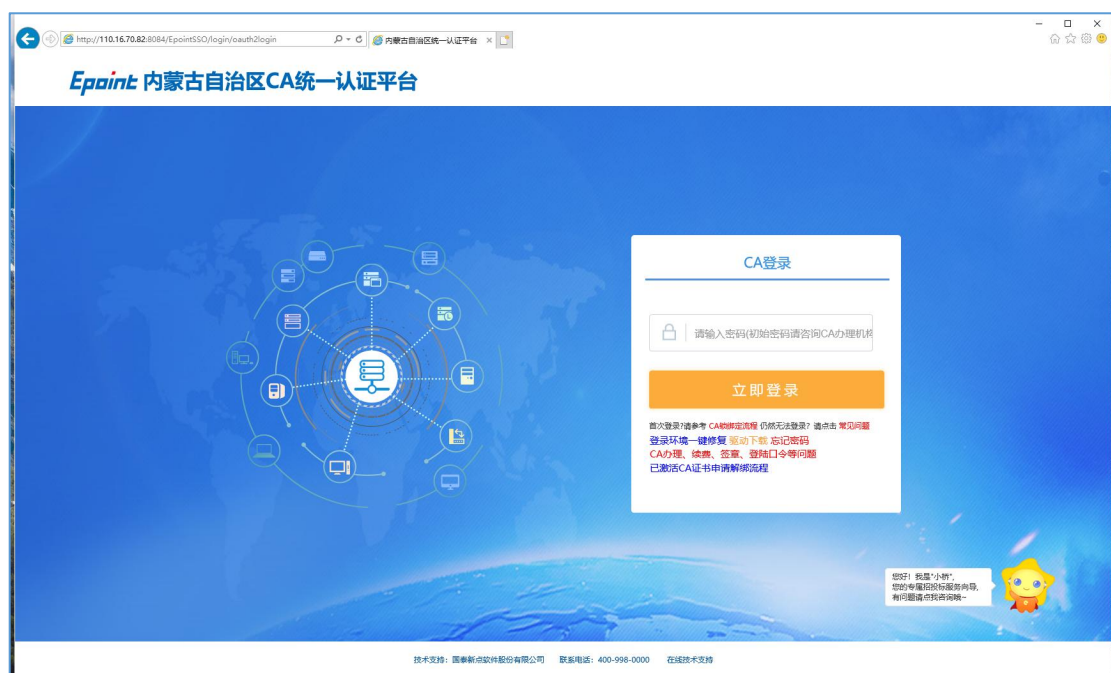 http://110.16.70.82:8084/EpointSSO/login/oauth2login
内蒙古自治区统一认证平台
Epoint 内蒙古自治区CA统一认证平台
CA登录
请输入密码(初始密码请咨询CA办理机构
立即登录
首次登录?请参考 CA锁绑定流程 仍然无法登录？请点击 常见问题
登录环境一键修复 驱动下载 忘记密码
CA办理、续费、签章、登陆口令等问题
已激活CA证书申请解绑流程
您好！我是"小桥",
您的专属招投标服务向导,
有问题请点我咨询哦~
技术支持：国泰新点软件股份有限公司 联系电话：400-998-0000 在线技术支持